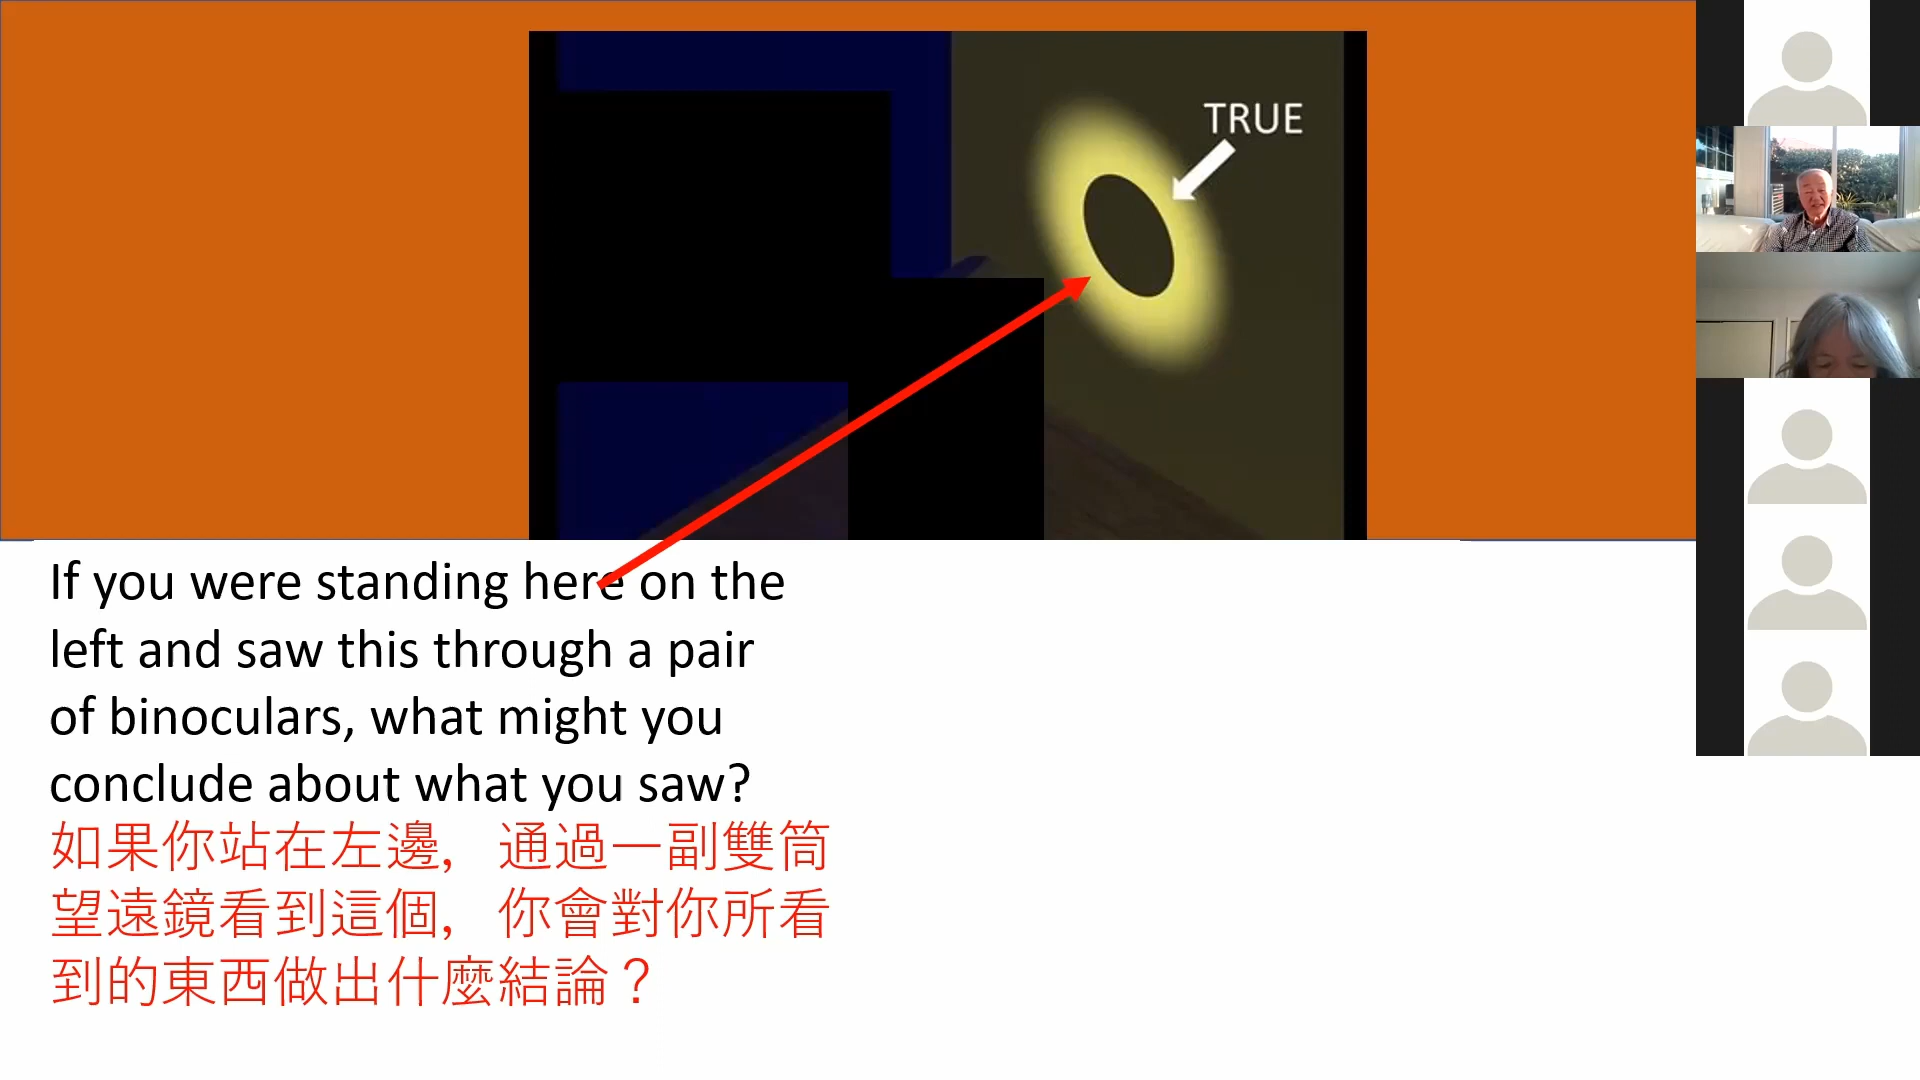 TRUE
If you were standing here on the
left and saw this through a pair
of binoculars, what might you
conclude about what you saw?
如果你站在左邊，通過一副雙筒
望遠鏡看到這個，你會對你所看
到的東西做出什麼結論？